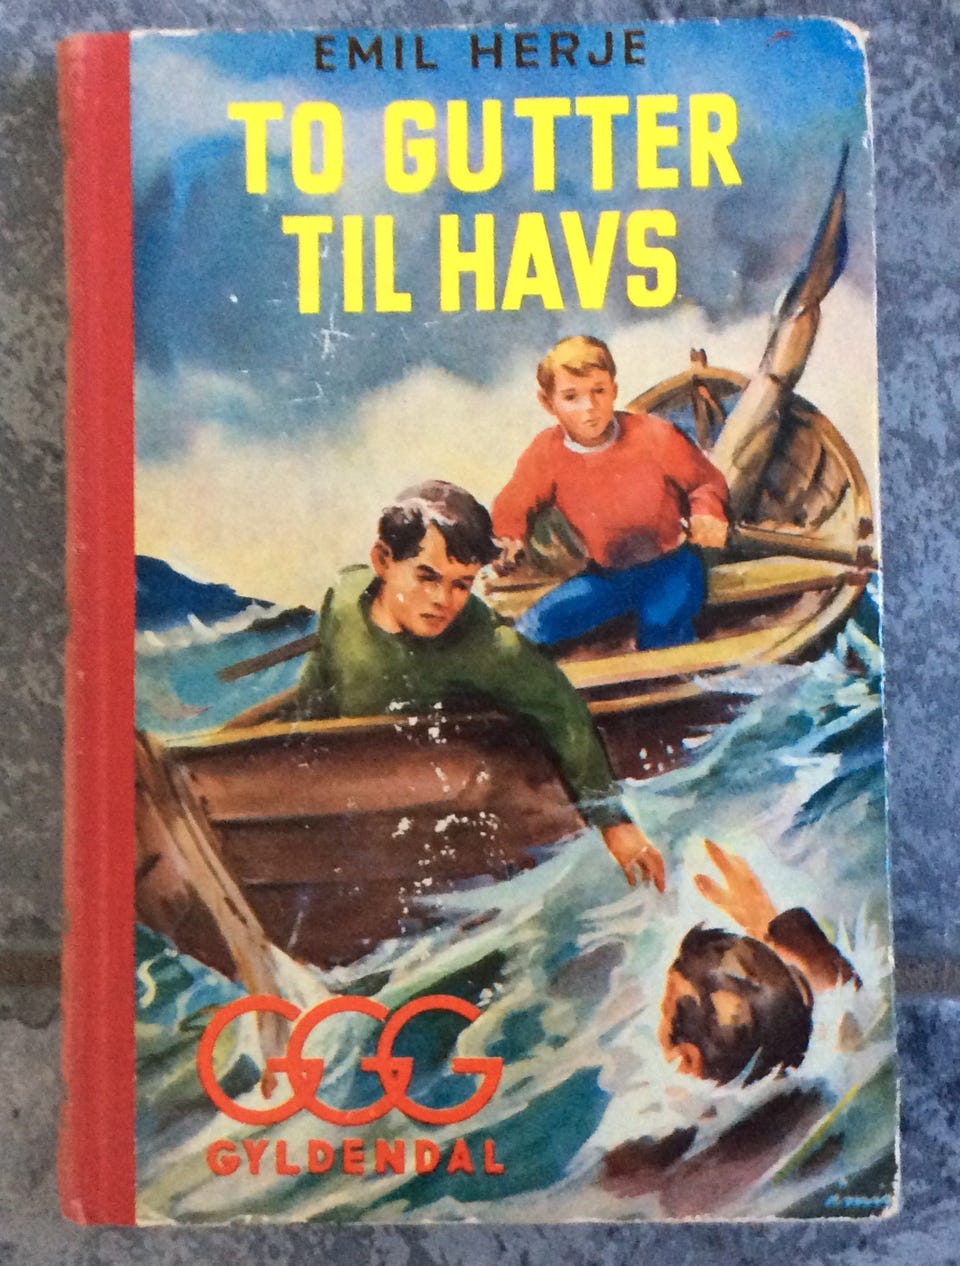 EMIL HERJE
TO GUTTER
TIL HAVS
GGG
GYLDENDAL